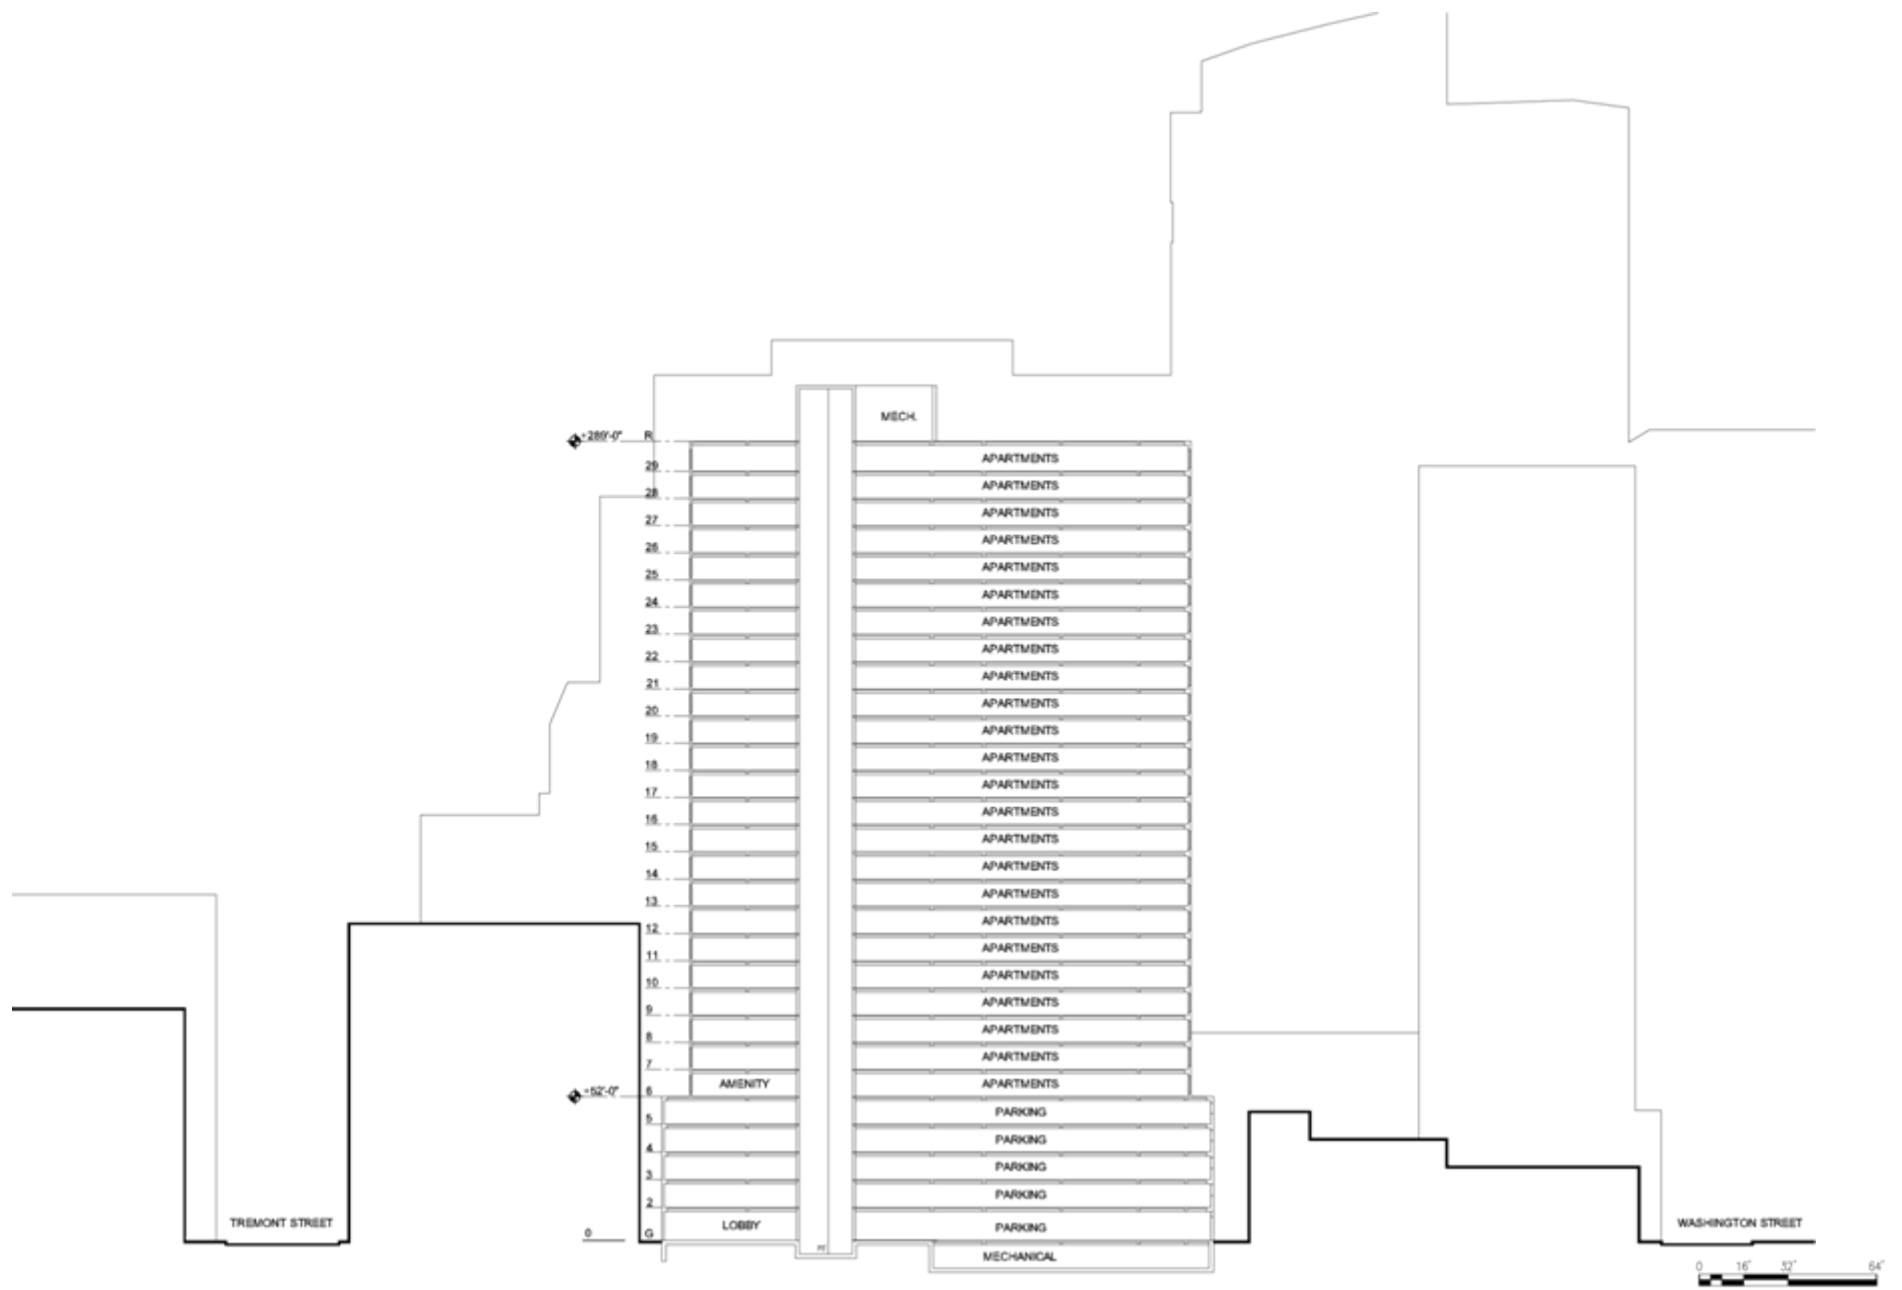 MECH.
+289'-0" R
APARTMENTS
29
APARTMENTS
28
APARTMENTS
27
APARTMENTS
26
APARTMENTS
25
APARTMENTS
24
APARTMENTS
23
APARTMENTS
22
APARTMENTS
21
APARTMENTS
20
APARTMENTS
19
APARTMENTS
18
APARTMENTS
17
APARTMENTS
16
APARTMENTS
15
APARTMENTS
14
APARTMENTS
13
APARTMENTS
12
APARTMENTS
11
APARTMENTS
10
APARTMENTS
9
APARTMENTS
8
APARTMENTS
7
AMENITY APARTMENTS
+52'-0" 6
PARKING
5
PARKING
4
PARKING
3
PARKING
2
TREMONT STREET LOBBY PARKING WASHINGTON STREET
0 G
MECHANICAL
0 16' 32' 64'